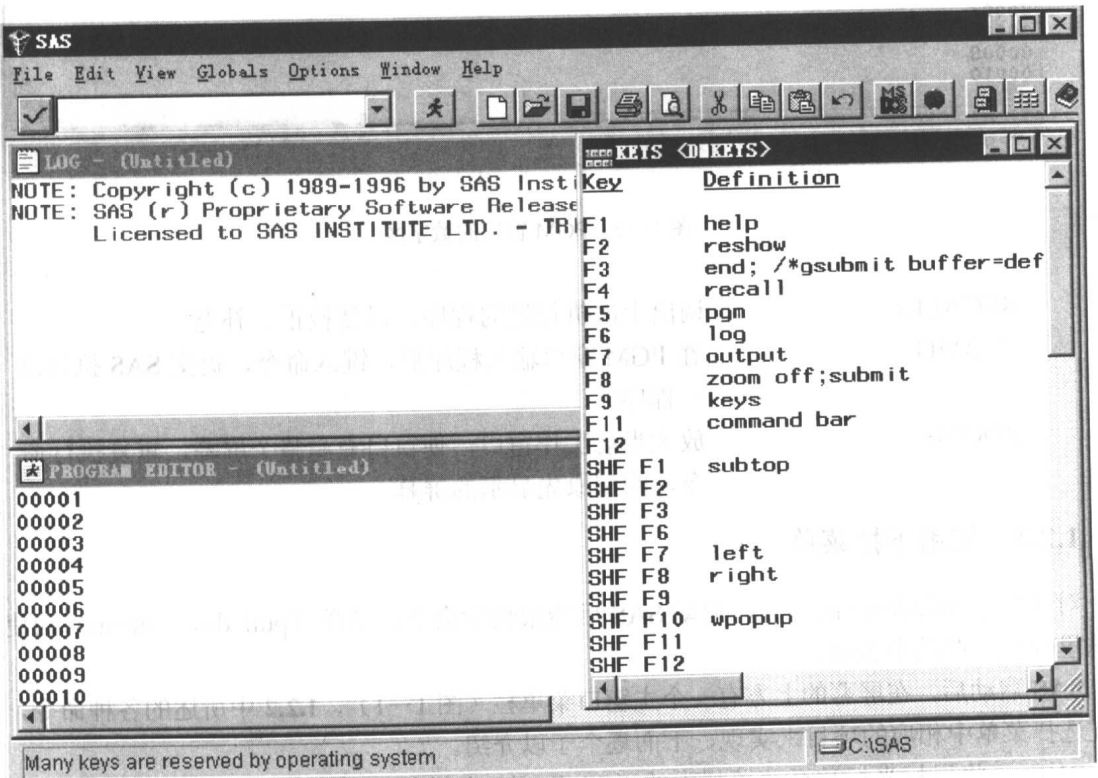 SAS
File Edit View Globals Options Window Help
MS DOS
LOG - (Untitled)
NOTE: Copyright (c) 1989-1996 by SAS Insti
NOTE: SAS (r) Proprietary Software Release
Licensed to SAS INSTITUTE LTD. - TR
PROGRAM EDITOR - (Untitled)
00001
00002
00003
00004
00005
00006
00007
00008
00009
00010
KEYS <D■KEYS>
Key Definition
F1 help
F2 reshow
F3 end; /*gsubmit buffer=def
F4 recall
F5 pgm
F6 log
F7 output
F8 zoom off;submit
F9 keys
F11 command bar
F12
SHF F1 subtop
SHF F2
SHF F3
SHF F6
SHF F7 left
SHF F8 right
SHF F9
SHF F10 wpopup
SHF F11
SHF F12
Many keys are reserved by operating system
C:\SAS